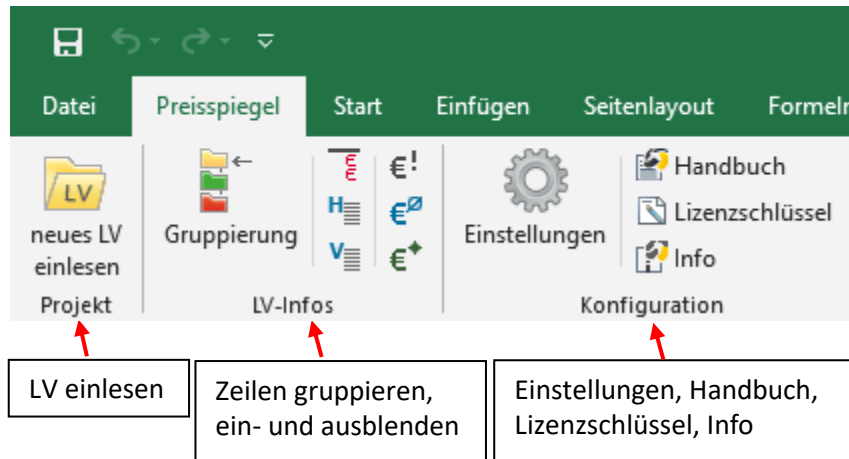 Datei Preisspiegel Start Einfügen Seitenlayout Formeln
LV
neues LV
einlesen
Gruppierung
€
€
H
V
€!
€Ø
€
Einstellungen
Handbuch
Lizenzschlüssel
Info
Projekt LV-Infos Konfiguration
LV einlesen
Zeilen gruppieren,
ein- und ausblenden
Einstellungen, Handbuch,
Lizenzschlüssel, Info